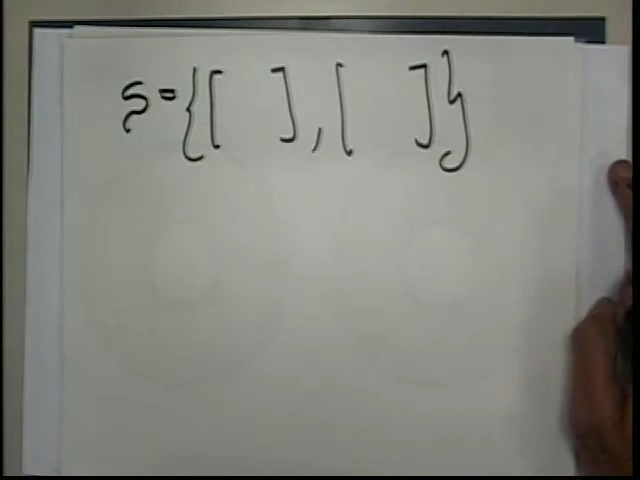 S = { [ ] , [ ] }